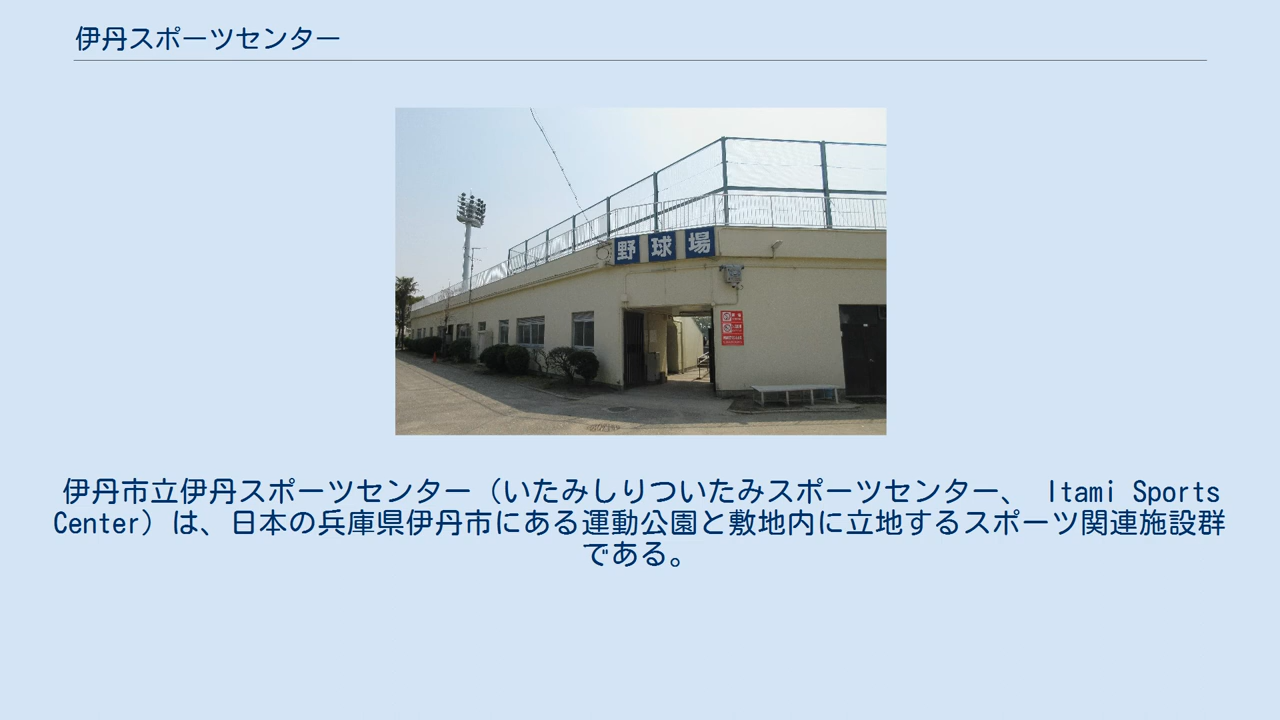 伊丹スポーツセンター
野球場
伊丹市立伊丹スポーツセンター（いたみしりついたみスポーツセンター、 Itami Sports
Center）は、日本の兵庫県伊丹市にある運動公園と敷地内に立地するスポーツ関連施設群
である。